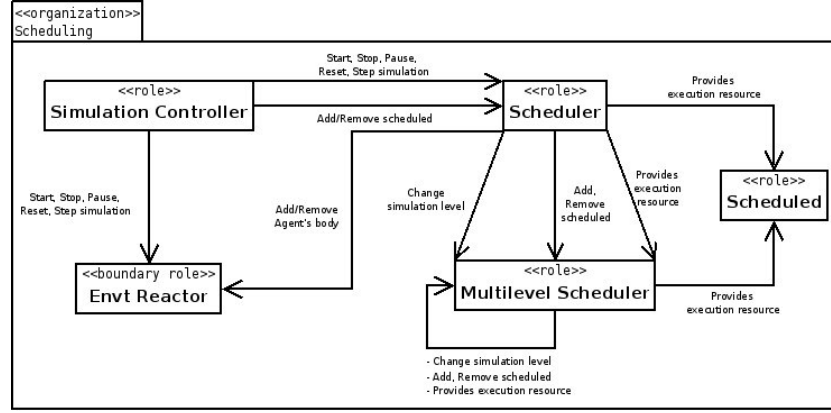 <<organization>>
Scheduling
Start, Stop, Pause,
Reset, Step simulation
<<role>>
Simulation Controller
Add/Remove scheduled
<<role>>
Scheduler
Provides
execution resource
Start, Stop, Pause,
Reset, Step simulation
Add/Remove
Agent's body
Change
simulation level
Add,
Remove
scheduled
Provides
execution
resource
<<role>>
Scheduled
<<boundary role>>
Envt Reactor
<<role>>
Multilevel Scheduler
Provides
execution resource
- Change simulation level
- Add, Remove scheduled
- Provides execution resource